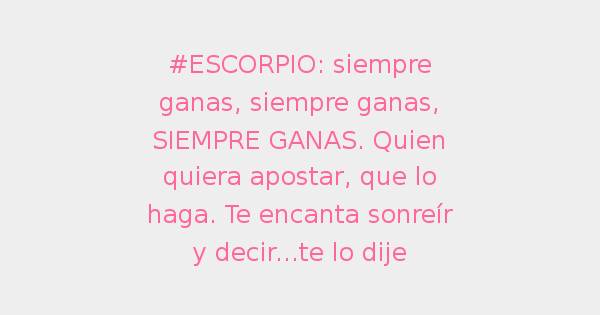 #ESCORPIO: siempre
ganas, siempre ganas,
SIEMPRE GANAS. Quien
quiera apostar, que lo
haga. Te encanta sonreír
y decir...te lo dije